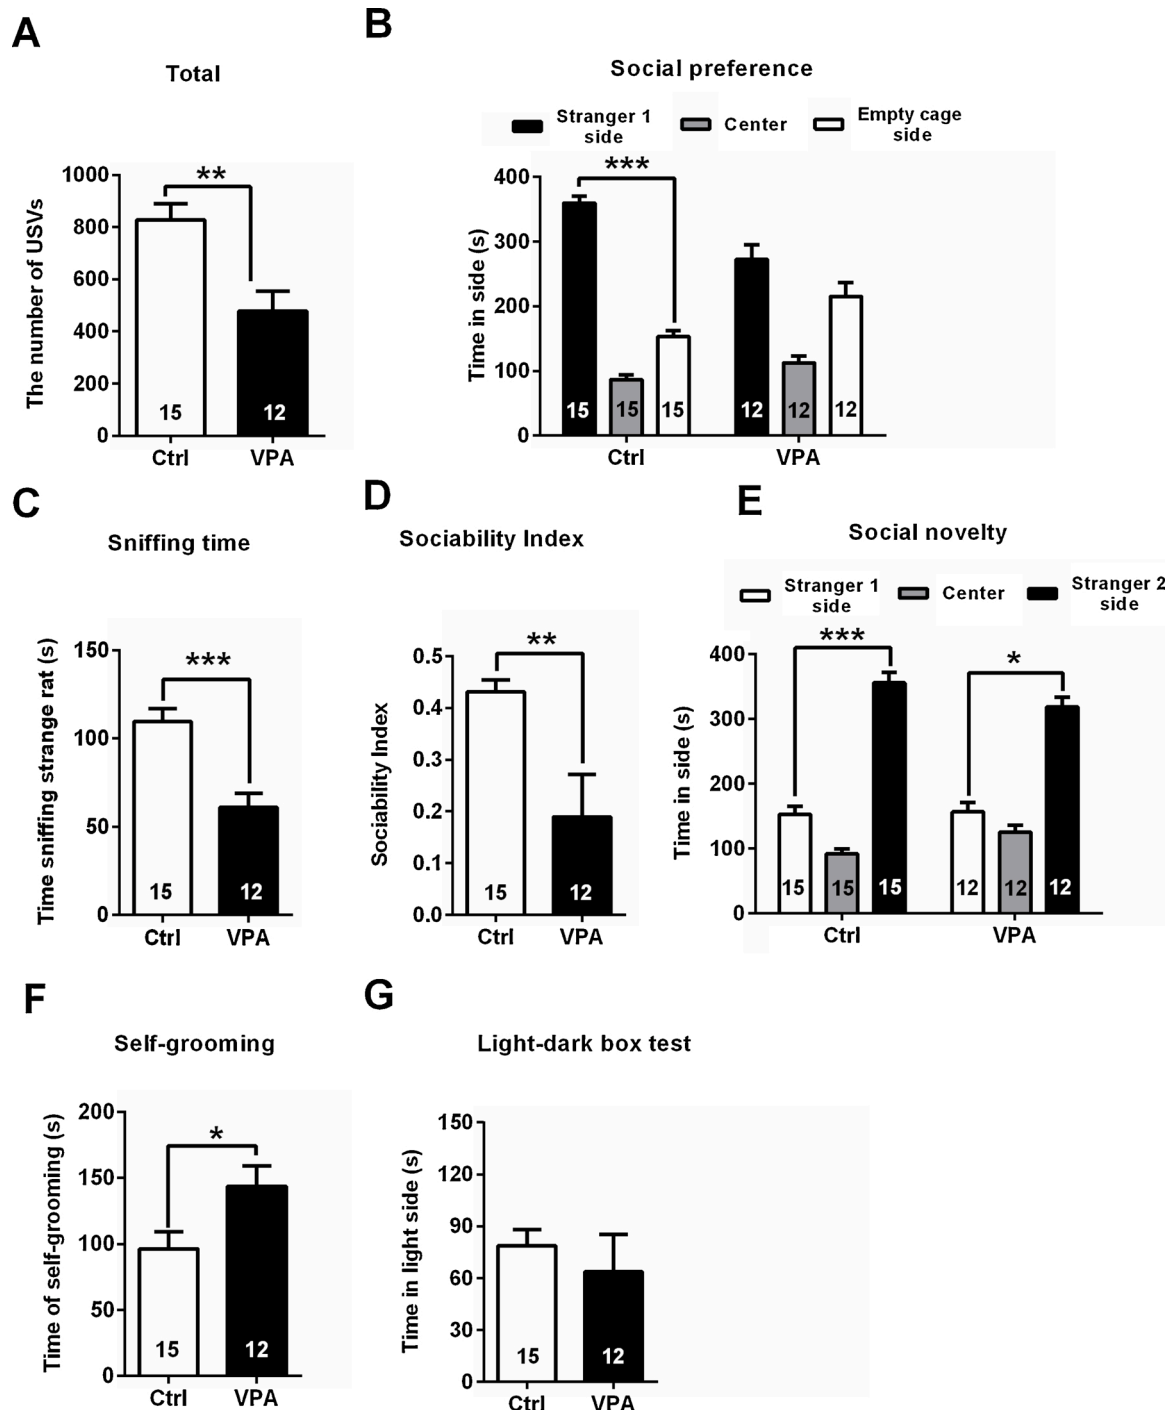 A
Total
The number of USVs
1000
800
600
400
200
0
**
15
12
Ctrl
VPA
B
Social preference
Stranger 1
side
Center
Empty cage
side
Time in side (s)
400
300
200
100
0
***
15
15
15
12
12
12
Ctrl
VPA
C
Sniffing time
Time sniffing strange rat (s)
150
100
50
0
***
15
12
Ctrl
VPA
D
Sociability Index
Sociability Index
0.5
0.4
0.3
0.2
0.1
0.0
**
15
12
Ctrl
VPA
E
Social novelty
Stranger 1
side
Center
Stranger 2
side
Time in side (s)
400
300
200
100
0
***
*
15
15
15
12
12
12
Ctrl
VPA
F
Self-grooming
Time of self-grooming (s)
200
150
100
50
0
*
15
12
Ctrl
VPA
G
Light-dark box test
Time in light side (s)
150
120
90
60
30
0
15
12
Ctrl
VPA